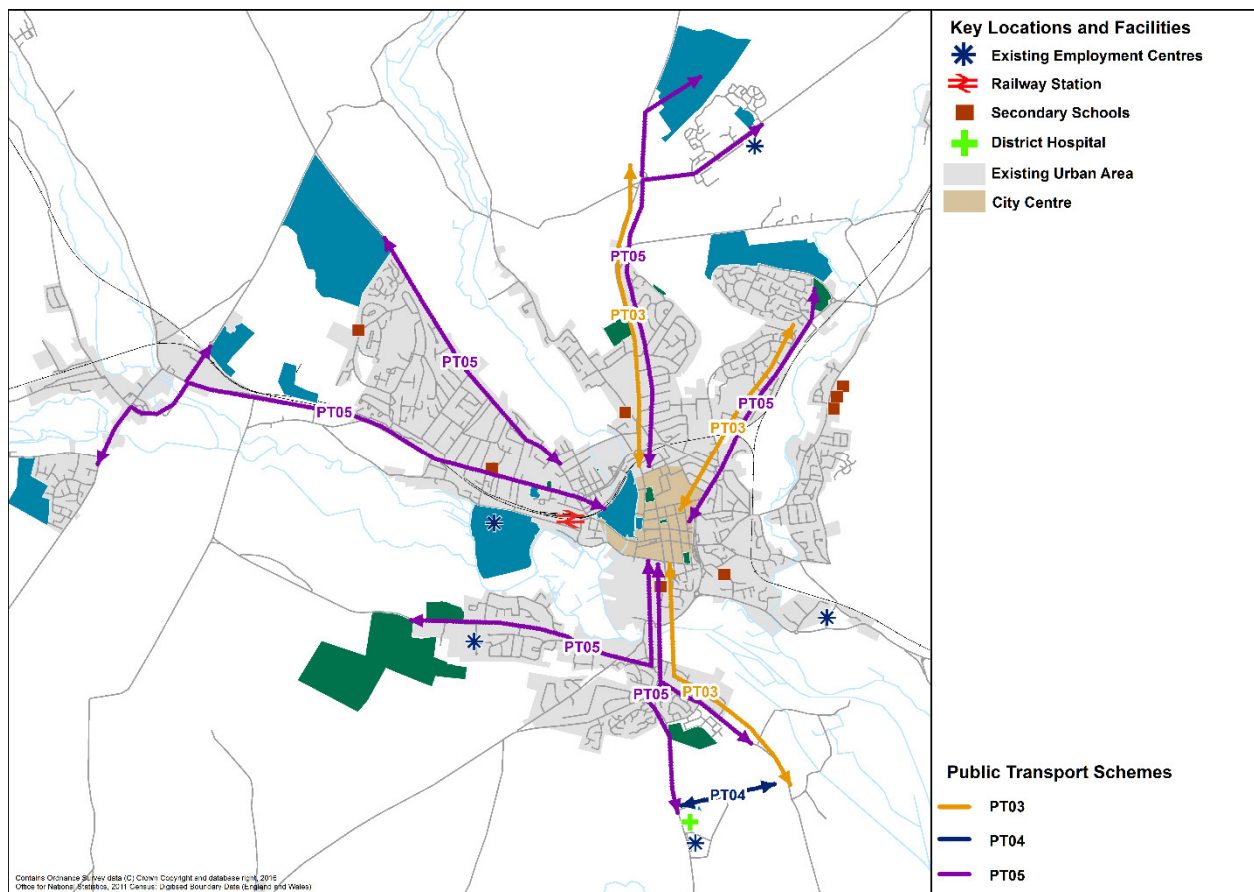 Key Locations and Facilities
Existing Employment Centres
Railway Station
Secondary Schools
District Hospital
Existing Urban Area
City Centre
PT05
PT03
PT05
PT05
PT05
PT03
PT05
PT05
PT03
PT04
Public Transport Schemes
PT03
PT04
PT05
Contains Ordnance Survey data (C) Crown Copyright and database right, 2016
Office for National Statistics, 2011 Census: Digitised Boundary Data (England and Wales)